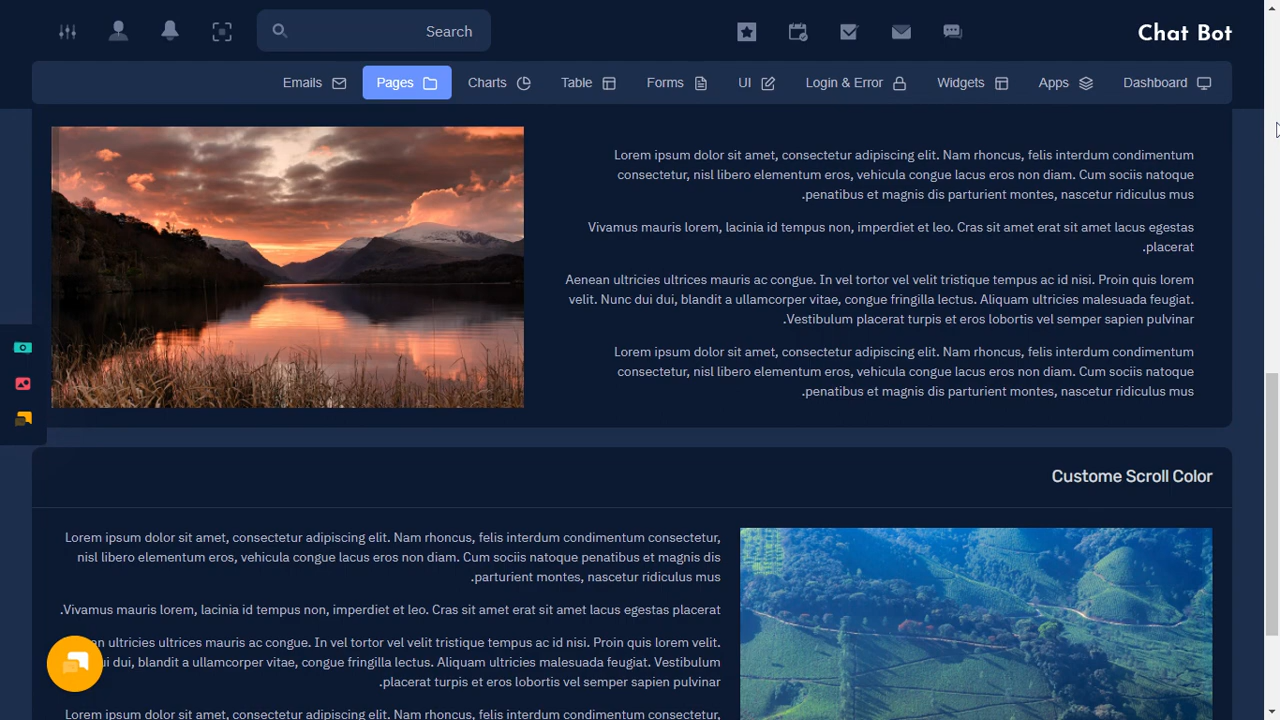 Search
Chat Bot
Emails
Pages
Charts
Table
Forms
UI
Login & Error
Widgets
Apps
Dashboard
Lorem ipsum dolor sit amet, consectetur adipiscing elit. Nam rhoncus, felis interdum condimentum
consectetur, nisl libero elementum eros, vehicula congue lacus eros non diam. Cum sociis natoque
.penatibus et magnis dis parturient montes, nascetur ridiculus mus
Vivamus mauris lorem, lacinia id tempus non, imperdiet et leo. Cras sit amet erat sit amet lacus egestas
.placerat
Aenean ultricies ultrices mauris ac congue. In vel tortor vel velit tristique tempus ac id nisi. Proin quis lorem
velit. Nunc dui dui, blandit a ullamcorper vitae, congue fringilla lectus. Aliquam ultricies malesuada feugiat.
.Vestibulum placerat turpis et eros lobortis vel semper sapien pulvinar
Lorem ipsum dolor sit amet, consectetur adipiscing elit. Nam rhoncus, felis interdum condimentum
consectetur, nisl libero elementum eros, vehicula congue lacus eros non diam. Cum sociis natoque
.penatibus et magnis dis parturient montes, nascetur ridiculus mus
Custome Scroll Color
Lorem ipsum dolor sit amet, consectetur adipiscing elit. Nam rhoncus, felis interdum condimentum consectetur,
nisl libero elementum eros, vehicula congue lacus eros non diam. Cum sociis natoque penatibus et magnis dis
.parturient montes, nascetur ridiculus mus
.Vivamus mauris lorem, lacinia id tempus non, imperdiet et leo. Cras sit amet erat sit amet lacus egestas placerat
ultricies ultrices mauris ac congue. In vel tortor vel velit tristique tempus ac id nisi. Proin quis lorem velit.
dui, blandit a ullamcorper vitae, congue fringilla lectus. Aliquam ultricies malesuada feugiat. Vestibulum
.placerat turpis et eros lobortis vel semper sapien pulvinar
Lorem ipsum dolor sit amet, consectetur adipiscing elit. Nam rhoncus, felis interdum condimentum consectetur,